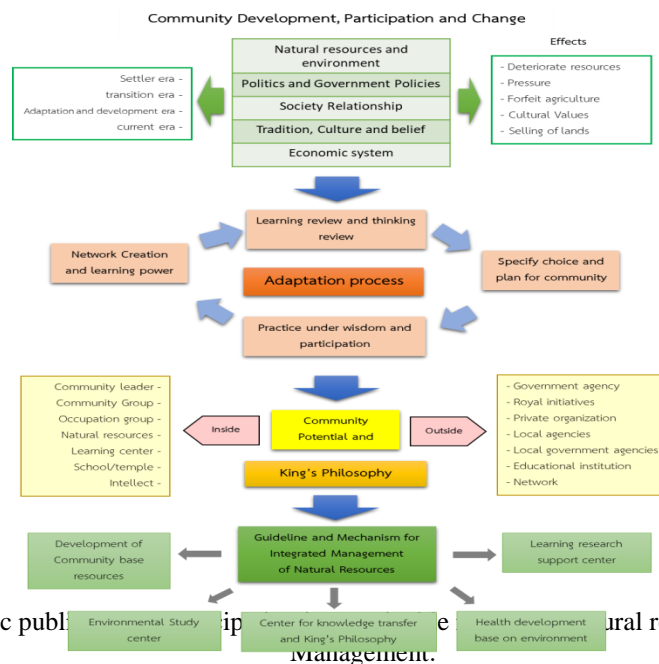 Community Development, Participation and Change
Natural resources and
environment
Politics and Government Policies
Society Relationship
Tradition, Culture and belief
Economic system
Settler era -
transition era -
Adaptation and development era -
current era -
Effects
- Deteriorate resources
- Pressure
- Forfeit agriculture
- Cultural Values
- Selling of lands
Learning review and thinking
review
Network Creation
and learning power
Specify choice and
plan for community
Adaptation process
Practice under wisdom and
participation
Community leader -
Community Group -
Occupation group -
Natural resources -
Learning center -
School/temple -
Intellect -
Inside
Community
Potential and
Outside
- Government agency
- Royal initiatives
- Private organization
- Local agencies
- Local government agencies
- Educational institution
- Network
King's Philosophy
Guideline and Mechanism for
Integrated Management
of Natural Resources
Development of
Community base
resources
Learning research
support center
Environmental Study
center
Center for knowledge transfer
and King's Philosophy
Health development
base on environment
Management.